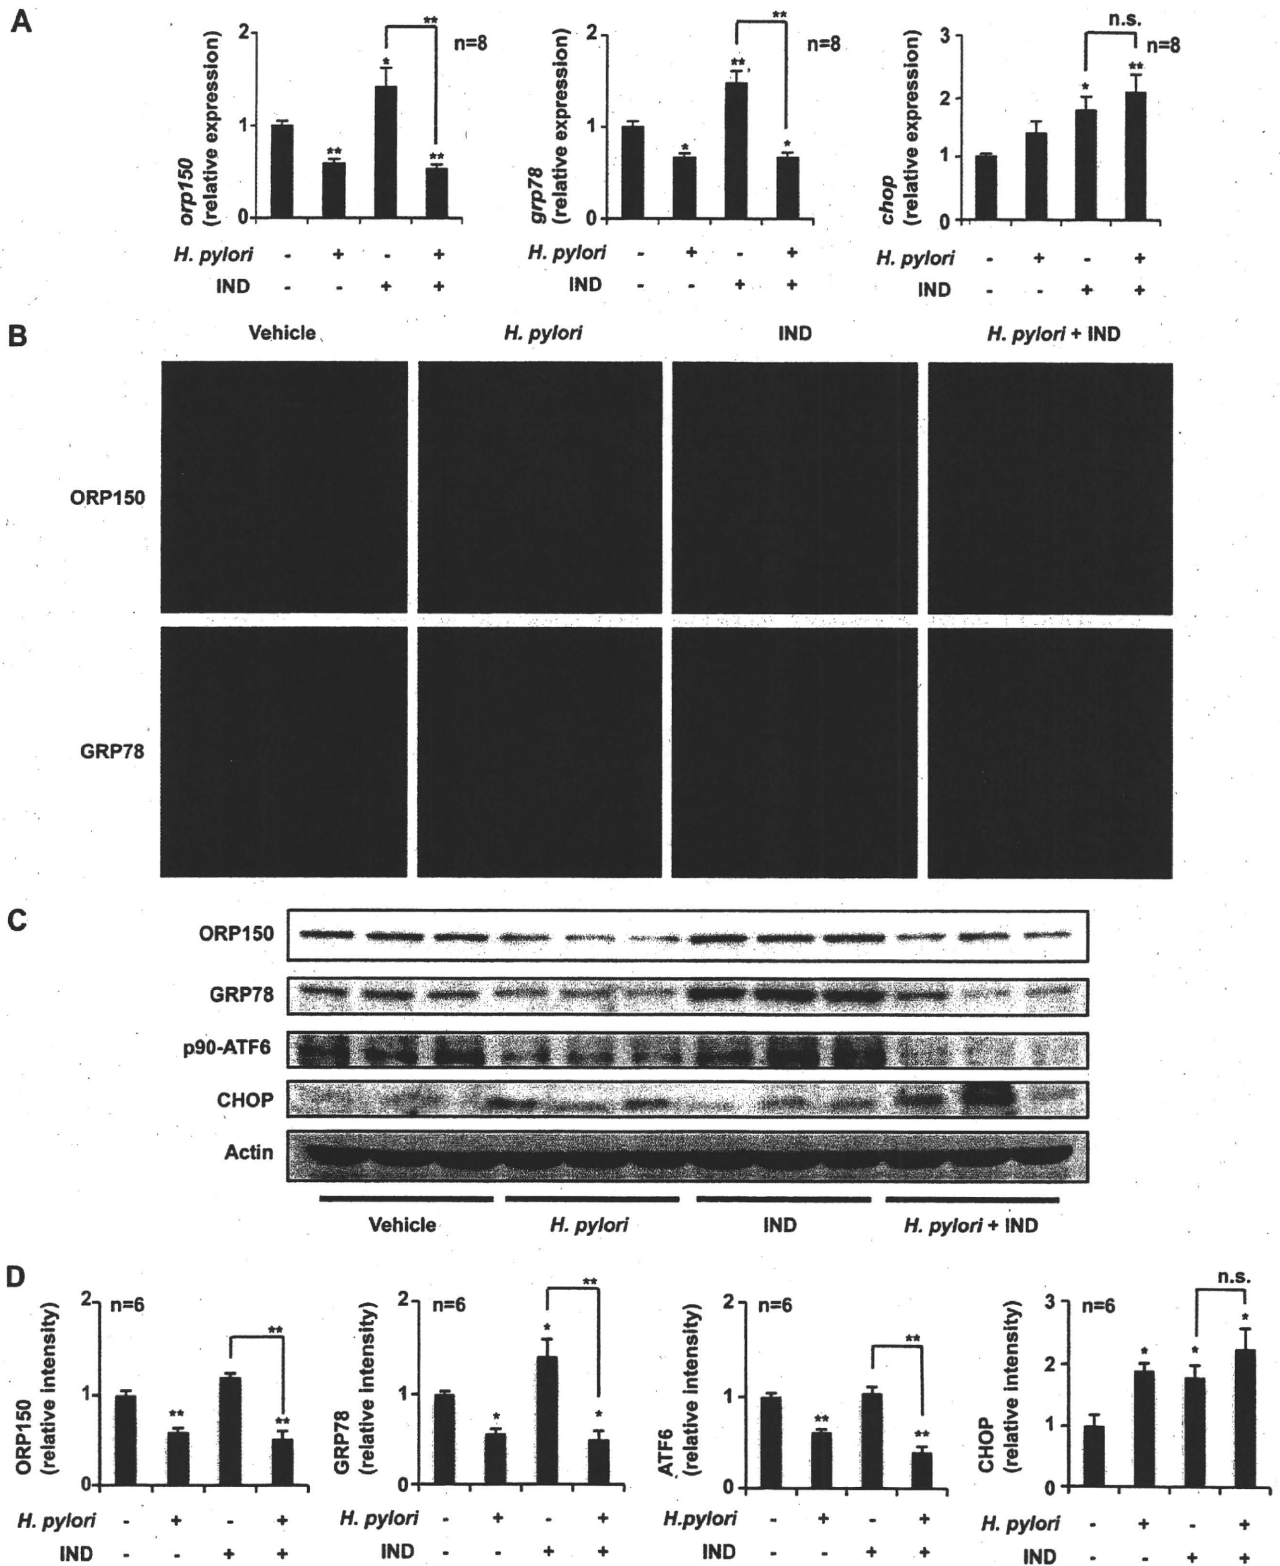 A
orp150
(relative expression)
2
1
0
*
**
**
**
n=8
H. pylori - + - +
IND - - + +
grp78
(relative expression)
2
1
0
*
**
*
**
n=8
H. pylori - + - +
IND - - + +
chop
(relative expression)
3
2
1
0
*
**
n.s.
n=8
H. pylori - + - +
IND - - + +
B
Vehicle H. pylori IND H. pylori + IND
ORP150
GRP78
C
ORP150
GRP78
p90-ATF6
CHOP
Actin
Vehicle H. pylori IND H. pylori + IND
D
ORP150
(relative intensity)
2
1
0
n=6
**
**
**
H. pylori - + - +
IND - - + +
GRP78
(relative intensity)
2
1
0
n=6
*
*
*
**
H. pylori - + - +
IND - - + +
ATF6
(relative intensity)
2
1
0
n=6
**
**
**
H.pylori - + - +
IND - - + +
CHOP
(relative intensity)
3
2
1
0
n=6
*
*
*
n.s.
H. pylori - + - +
IND - - + +